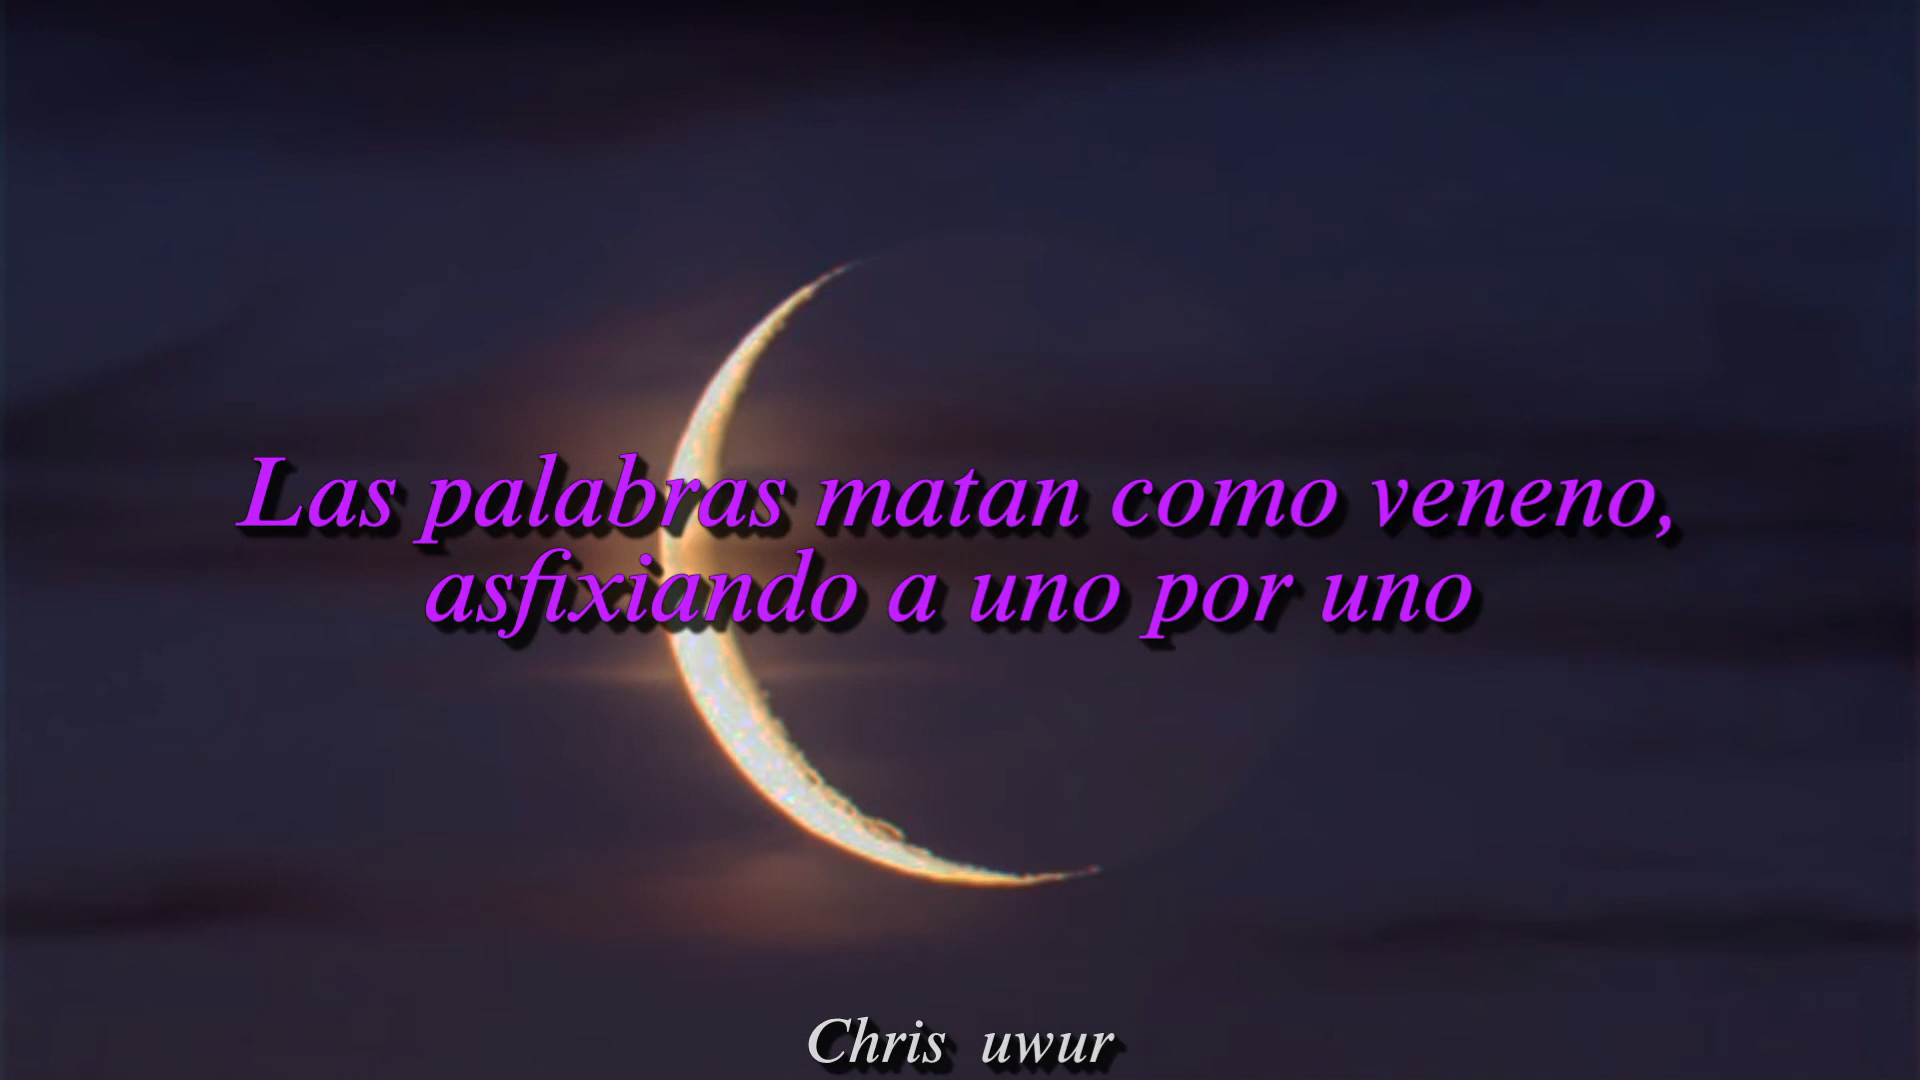 Las palabras matan como veneno,
asfixiando a uno por uno
Chris uwur